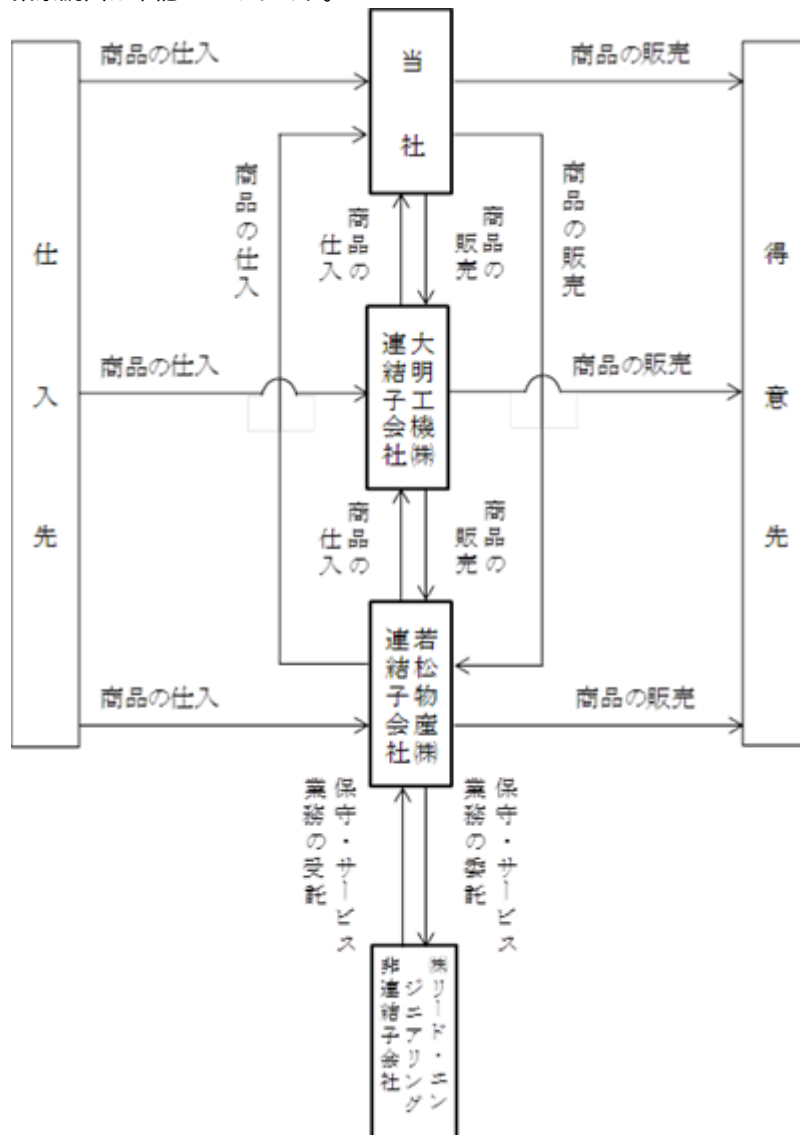 商品の仕入
当社
商品の販売
仕入先
得意先
商品の仕入
商品の
仕入
商品の
販売
商品の販売
商品の仕入
大明工機㈱
連結子会社
商品の販売
商品の
仕入
商品の
販売
商品の仕入
若松物産㈱
連結子会社
商品の販売
保守・サービス
業務の受託
保守・サービス
業務の委託
㈱リード・エン
ジニアリング
非連結子会社